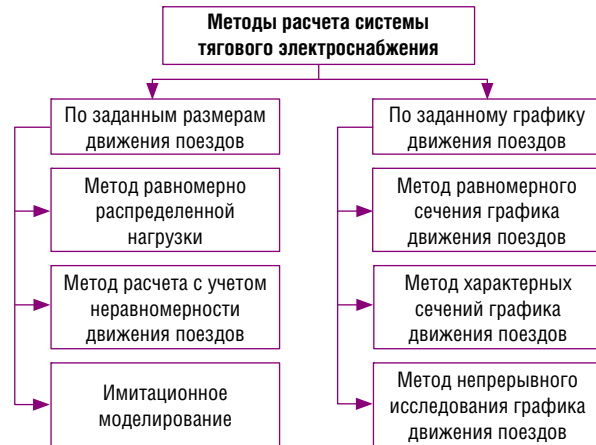 Методы расчета системы
тягового электроснабжения
По заданным размерам
движения поездов
Метод равномерно
распределенной
нагрузки
Метод расчета с учетом
неравномерности
движения поездов
Имитационное
моделирование
По заданному графику
движения поездов
Метод равномерного
сечения графика
движения поездов
Метод характерных
сечений графика
движения поездов
Метод непрерывного
исследования графика
движения поездов